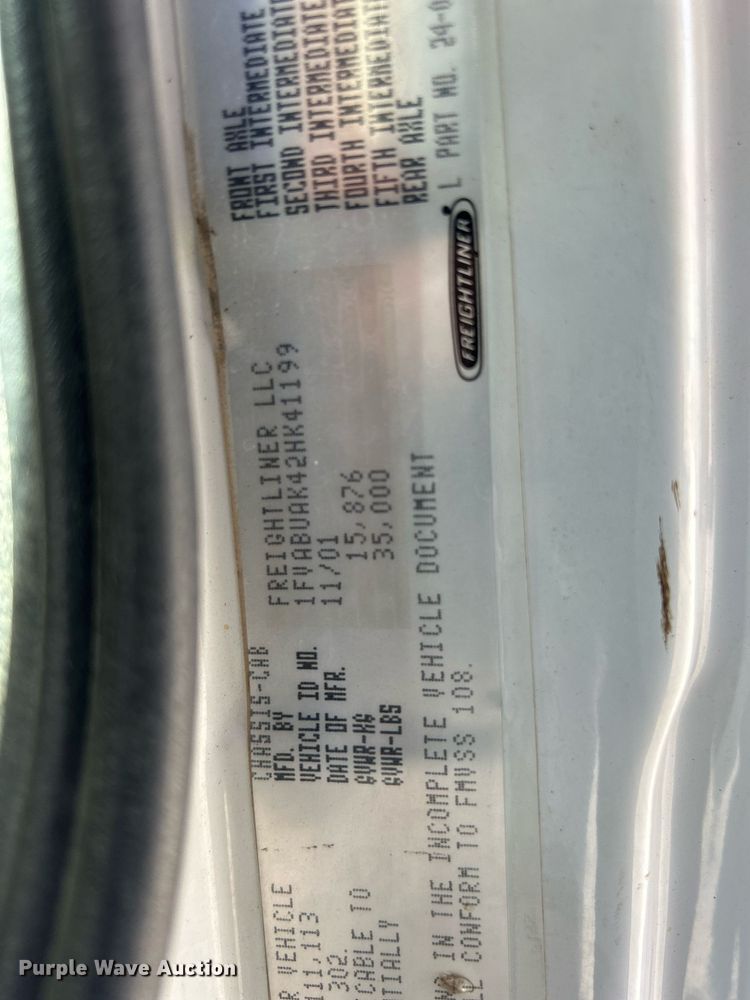 CHASSIS-CAB
MFD. BY FREIGHTLINER LLC
VEHICLE ID NO. 1FVABUAK42HK41199
DATE OF MFR. 11/01
GVWR-KG 15,876
GVWR-LBS 35,000
FRONT AXLE
FIRST INTERMEDIATE
SECOND INTERMEDIATE
THIRD INTERMEDIATE
FOURTH INTERMEDIATE
FIFTH INTERMEDIATE
REAR AXLE
R VEHICLE
111,113
302.
CABLE TO
TIALLY
IN THE INCOMPLETE VEHICLE DOCUMENT
CONFORM TO FMVSS 108.
FREIGHTLINER
L PART NO. 24-0
Purple Wave Auction